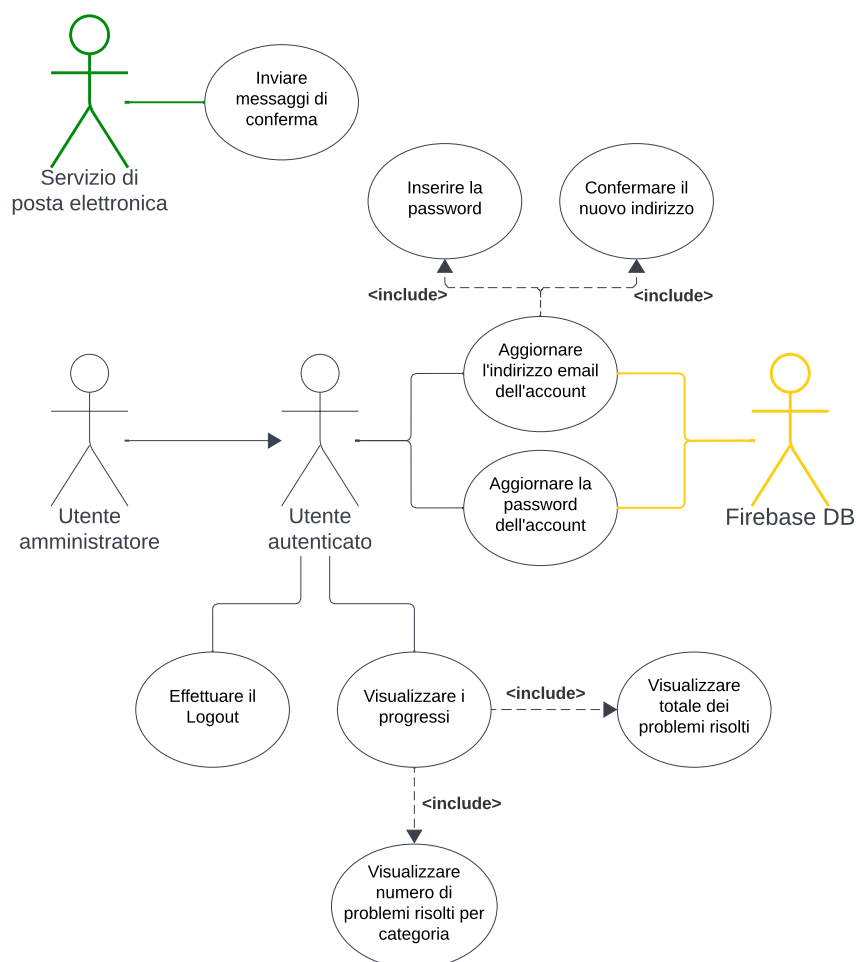 Inviare
messaggi di
conferma
Servizio di
posta elettronica
Inserire la
password
Confermare il
nuovo indirizzo
<include>
<include>
Aggiornare
l'indirizzo email
dell'account
Aggiornare la
password
dell'account
Utente
amministratore
Utente
autenticato
Firebase DB
Effettuare il
Logout
Visualizzare i
progressi
<include>
Visualizzare
totale dei
problemi risolti
<include>
Visualizzare
numero di
problemi risolti per
categoria